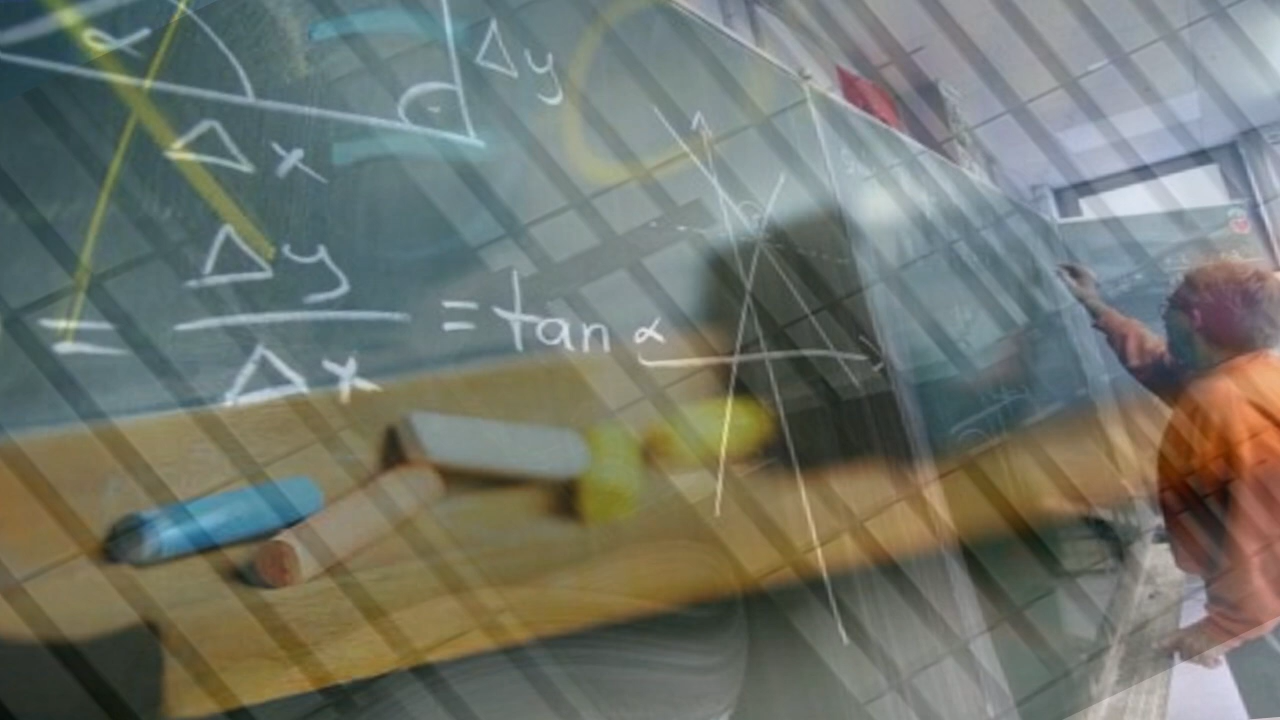 α
Δy
Δx
= Δy/Δx = tan α